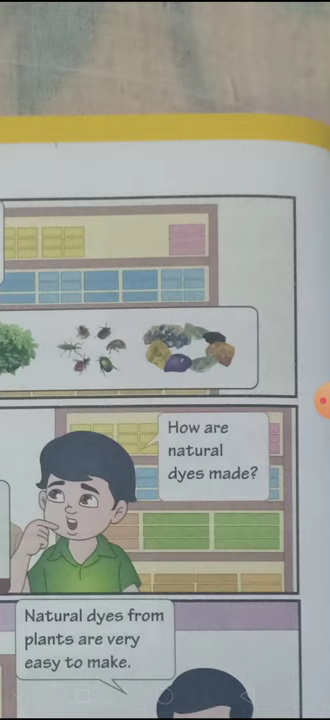 How are
natural
dyes made?
Natural dyes from
plants are very
easy to make.